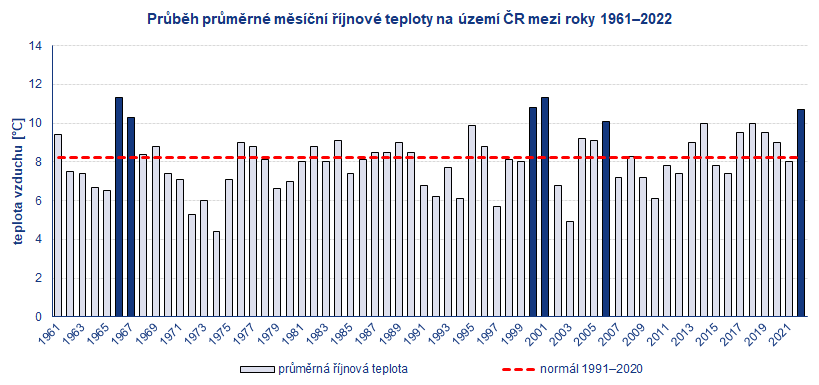 Průběh průměrné měsíční říjnové teploty na území ČR mezi roky 1961–2022
teplota vzduchu [°C]
14
12
10
8
6
4
2
0
1961 1963 1965 1967 1969 1971 1973 1975 1977 1979 1981 1983 1985 1987 1989 1991 1993 1995 1997 1999 2001 2003 2005 2007 2009 2011 2013 2015 2017 2019 2021
průměrná říjnová teplota normál 1991–2020